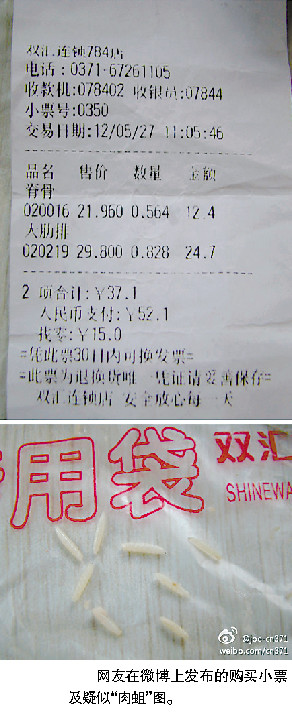 双汇连锁784店
电话:0371-67261105
收款机:078402 收银员:07844
小票号:0350
交易日期:12/05/27 11:05:46
品名 售价 数量 金额
脊骨
020016 21.960 0.564 12.4
大肋排
020219 29.800 0.828 24.7
2 项合计:¥37.1
人民币支付:¥52.1
找零:¥15.0
=凭此票30日内可换发票=
=此票为退换货唯一凭证请妥善保存=
双汇连锁店 安全放心每一天
用袋
双汇
SHINEWA
weibo.com/cn371
网友在微博上发布的购买小票
及疑似“肉蛆”图。